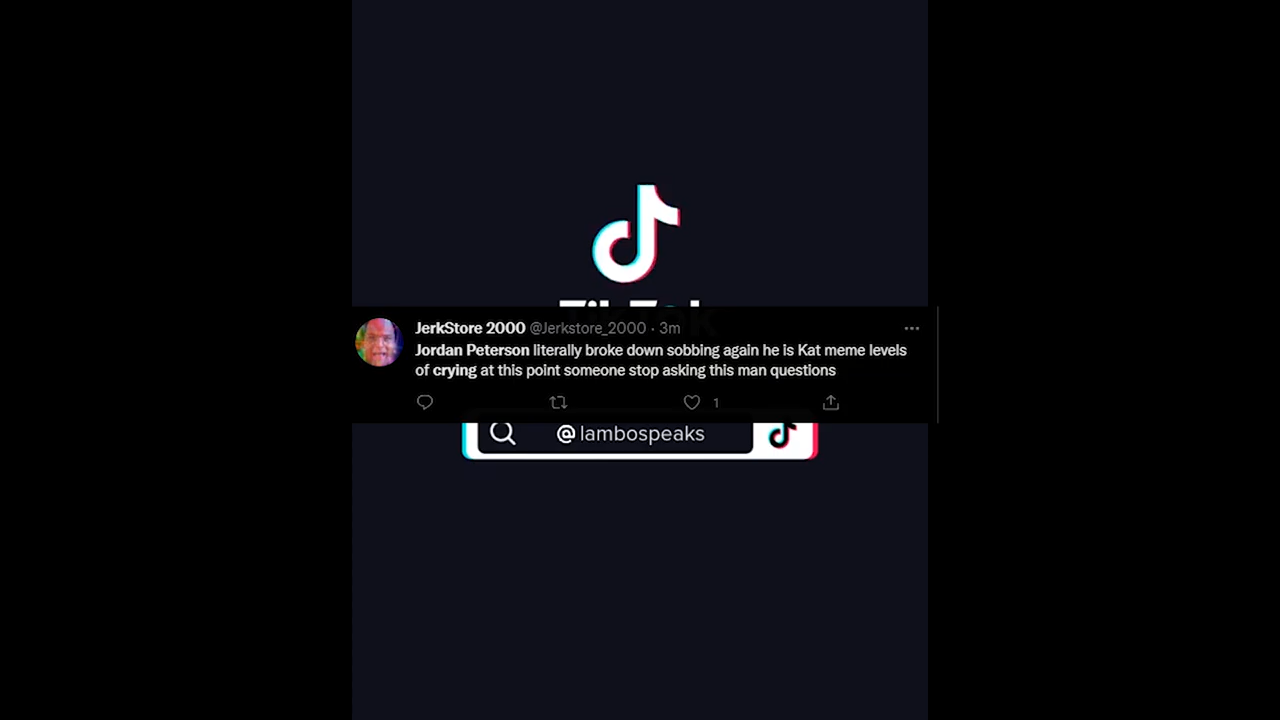 JerkStore 2000 @Jerkstore_2000 · 3m
Jordan Peterson literally broke down sobbing again he is Kat meme levels
of crying at this point someone stop asking this man questions
1
@lambospeaks